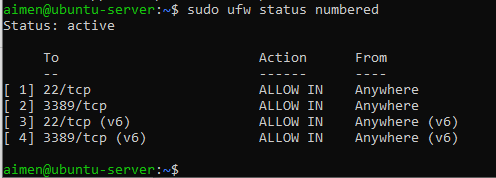 aimen@ubuntu-server:~$ sudo ufw status numbered
Status: active

     To                         Action      From
     --                         ------      ----
[ 1] 22/tcp                     ALLOW IN    Anywhere
[ 2] 3389/tcp                   ALLOW IN    Anywhere
[ 3] 22/tcp (v6)                ALLOW IN    Anywhere (v6)
[ 4] 3389/tcp (v6)              ALLOW IN    Anywhere (v6)

aimen@ubuntu-server:~$